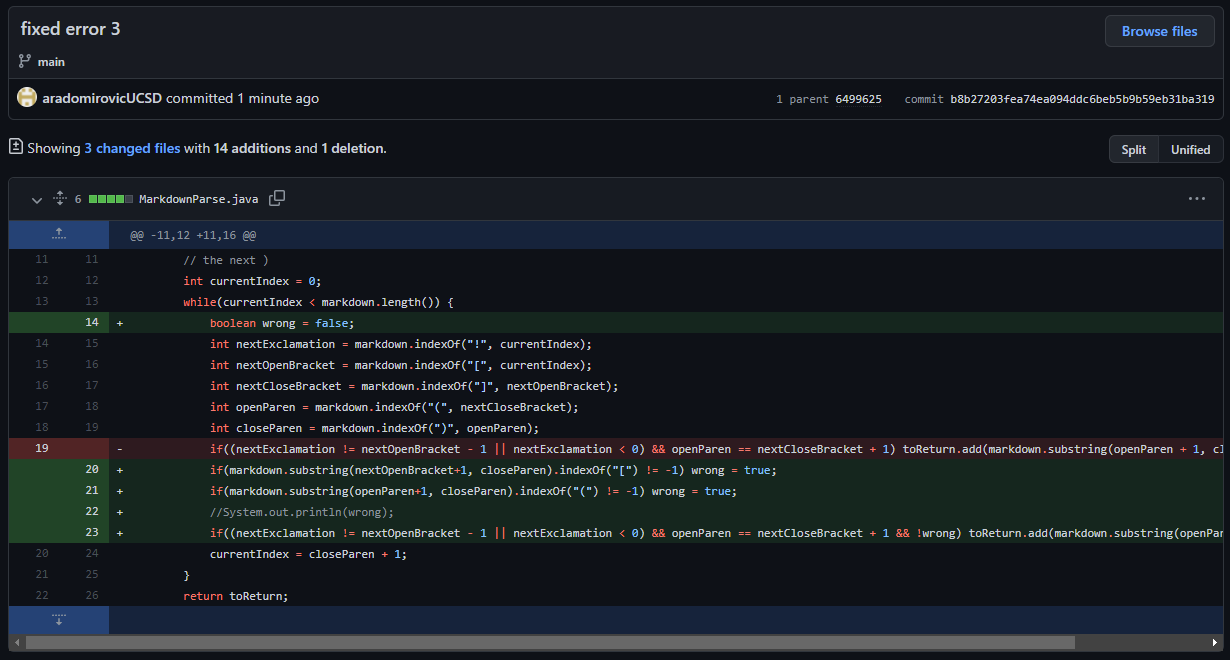 fixed error 3
Browse files
main
aradomirovicUCSD committed 1 minute ago 1 parent 6499625 commit b8b27203fea74ea094ddc6beb5b9b59eb31ba319
Showing 3 changed files with 14 additions and 1 deletion.
Split Unified
6 MarkdownParse.java
@@ -11,12 +11,16 @@
11 11 // the next )
12 12 int currentIndex = 0;
13 13 while(currentIndex < markdown.length()) {
14 + boolean wrong = false;
14 15 int nextExclamation = markdown.indexOf("!", currentIndex);
15 16 int nextOpenBracket = markdown.indexOf("[", currentIndex);
16 17 int nextCloseBracket = markdown.indexOf("]", nextOpenBracket);
17 18 int openParen = markdown.indexOf("(", nextCloseBracket);
18 19 int closeParen = markdown.indexOf(")", openParen);
19 - if((nextExclamation != nextOpenBracket - 1 || nextExclamation < 0) && openParen == nextCloseBracket + 1) toReturn.add(markdown.substring(openParen + 1, cl
20 + if(markdown.substring(nextOpenBracket+1, closeParen).indexOf("[") != -1) wrong = true;
21 + if(markdown.substring(openParen+1, closeParen).indexOf("(") != -1) wrong = true;
22 + //System.out.println(wrong);
23 + if((nextExclamation != nextOpenBracket - 1 || nextExclamation < 0) && openParen == nextCloseBracket + 1 && !wrong) toReturn.add(markdown.substring(openPar
20 24 currentIndex = closeParen + 1;
21 25 }
22 26 return toReturn;